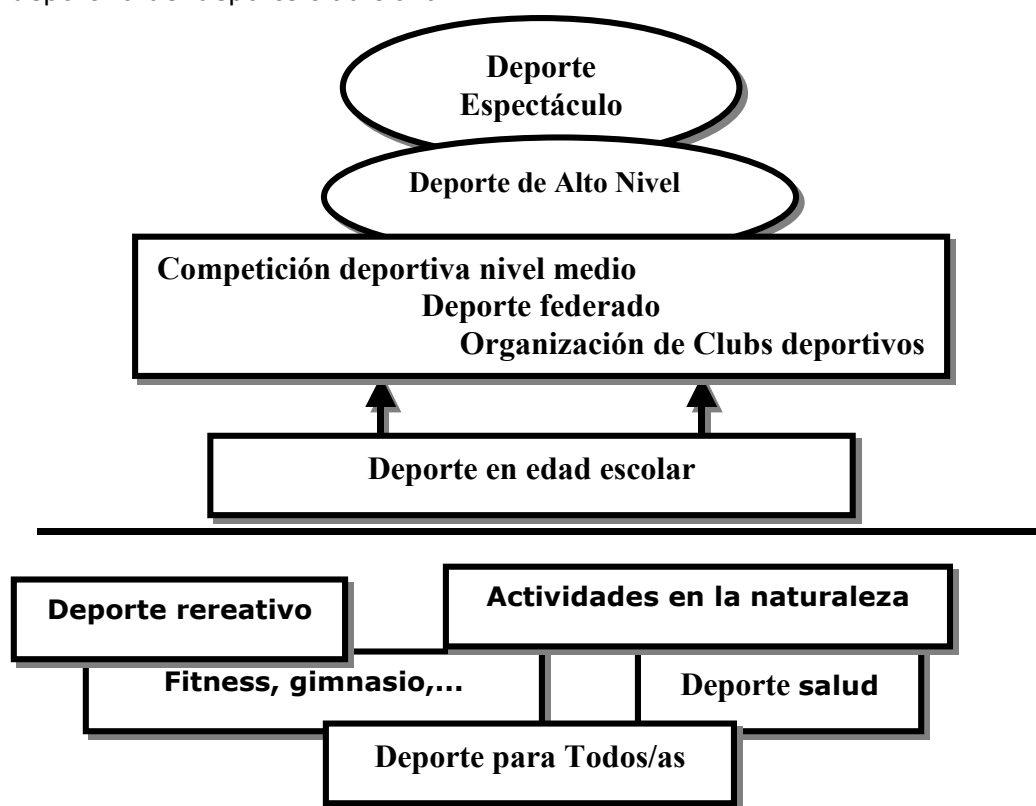 Deporte
Espectáculo
Deporte de Alto Nivel
Competición deportiva nivel medio
Deporte federado
Organización de Clubs deportivos
Deporte en edad escolar
Deporte rereativo
Actividades en la naturaleza
Fitness, gimnasio,...
Deporte salud
Deporte para Todos/as